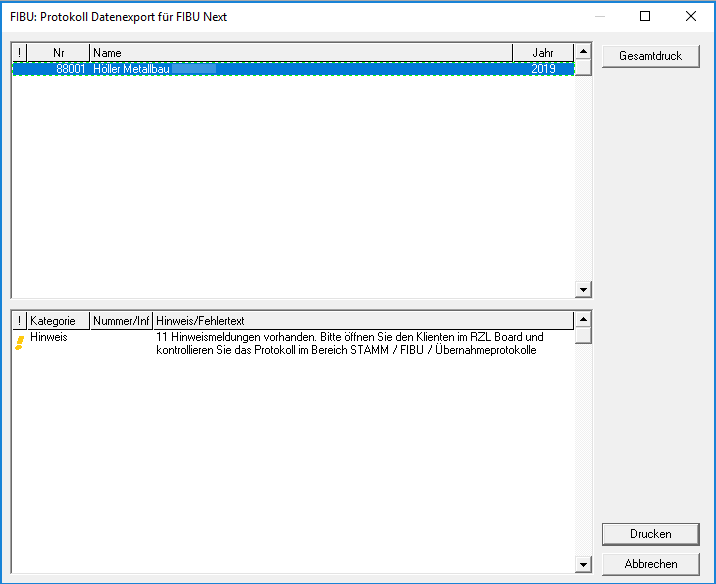 FIBU: Protokoll Datenexport für FIBU Next
! Nr Name Jahr
88001 Höller Metallbau 2019
Gesamtdruck
! Kategorie Nummer/Inf Hinweis/Fehlertext
Hinweis 11 Hinweismeldungen vorhanden. Bitte öffnen Sie den Klienten im RZL Board und
kontrollieren Sie das Protokoll im Bereich STAMM / FIBU / Übernahmeprotokolle
Drucken
Abbrechen